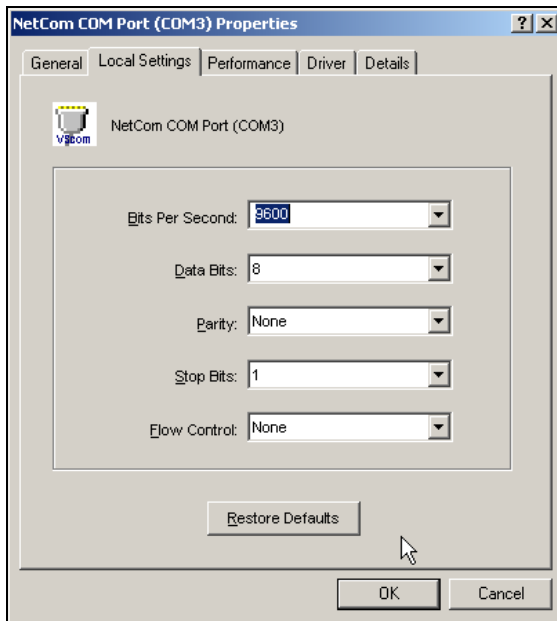 NetCom COM Port (COM3) Properties
General Local Settings Performance Driver Details
VScom
NetCom COM Port (COM3)
Bits Per Second: 9600
Data Bits: 8
Parity: None
Stop Bits: 1
Flow Control: None
Restore Defaults
OK Cancel